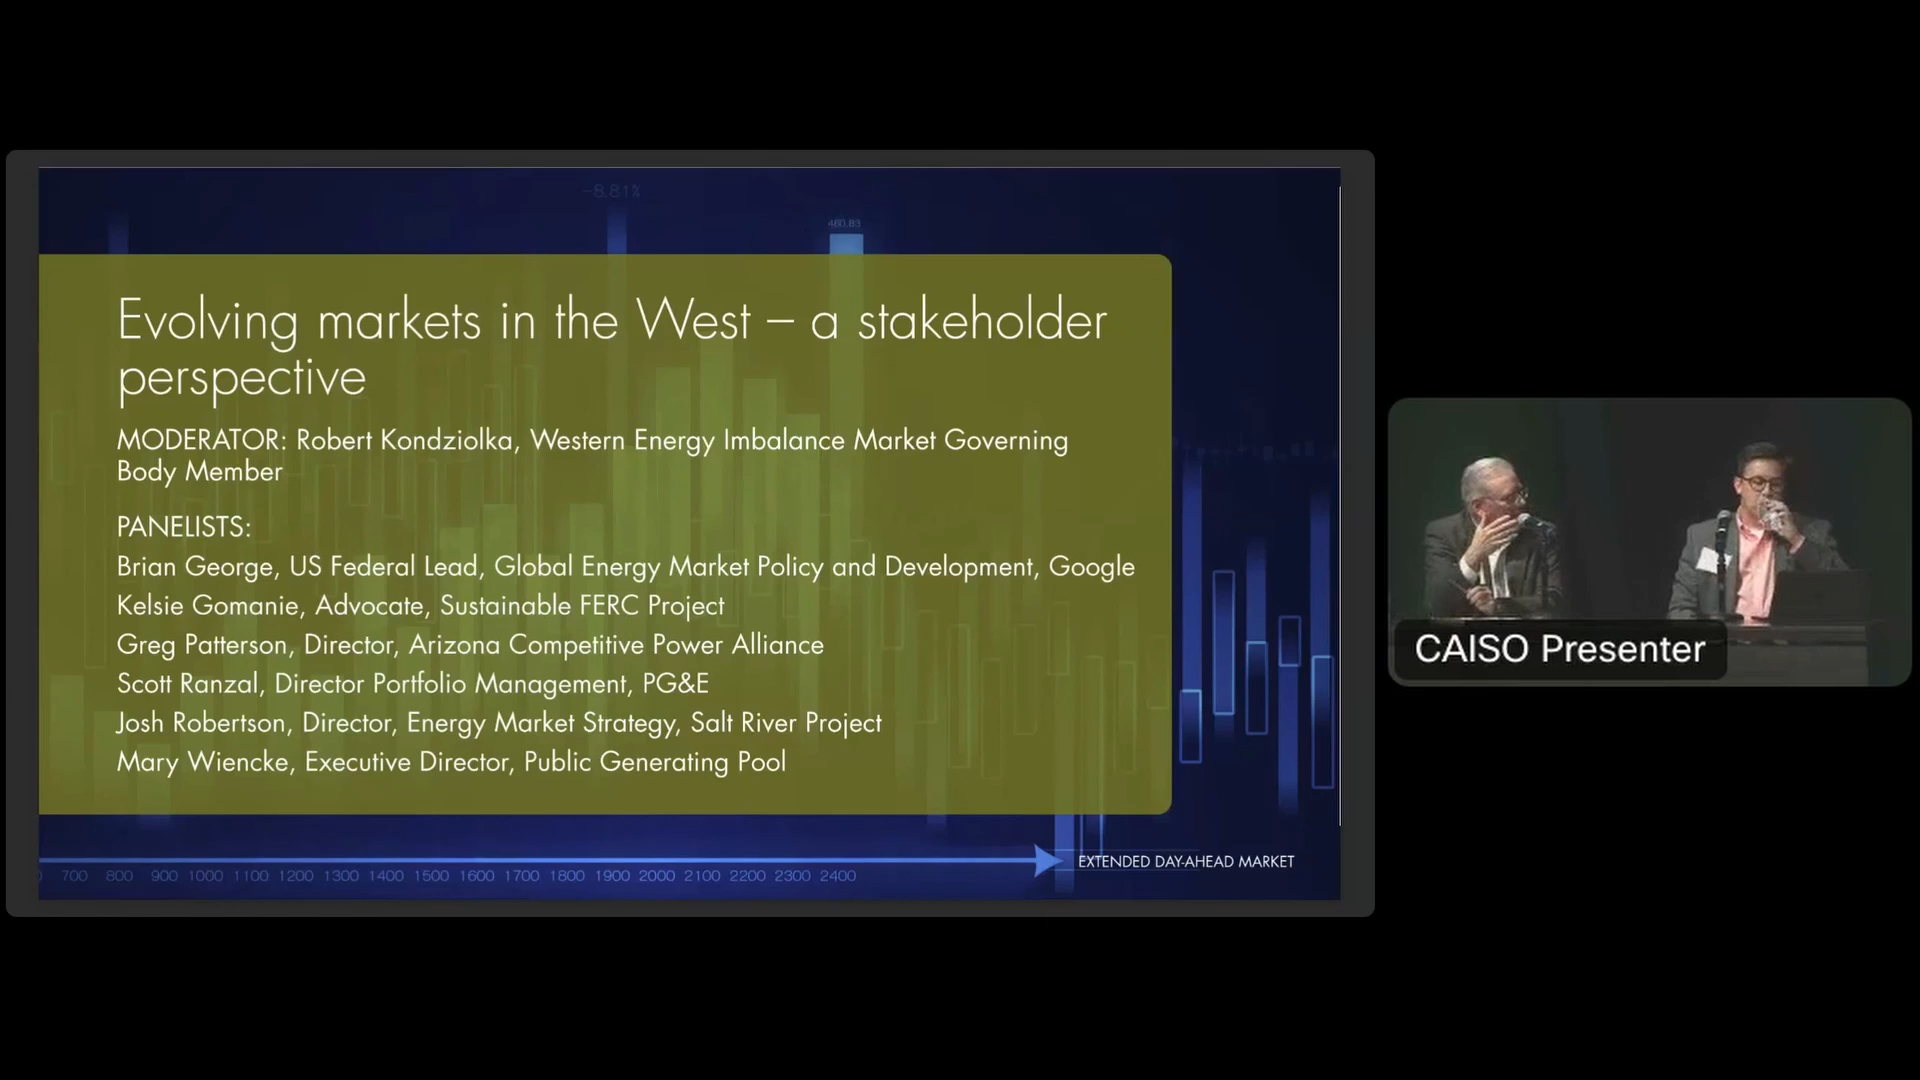 -8.81%
460.83
Evolving markets in the West – a stakeholder
perspective
MODERATOR: Robert Kondziolka, Western Energy Imbalance Market Governing
Body Member
PANELISTS:
Brian George, US Federal Lead, Global Energy Market Policy and Development, Google
Kelsie Gomanie, Advocate, Sustainable FERC Project
Greg Patterson, Director, Arizona Competitive Power Alliance
Scott Ranzal, Director Portfolio Management, PG&E
Josh Robertson, Director, Energy Market Strategy, Salt River Project
Mary Wiencke, Executive Director, Public Generating Pool
EXTENDED DAY-AHEAD MARKET
700 800 900 1000 1100 1200 1300 1400 1500 1600 1700 1800 1900 2000 2100 2200 2300 2400
CAISO Presenter